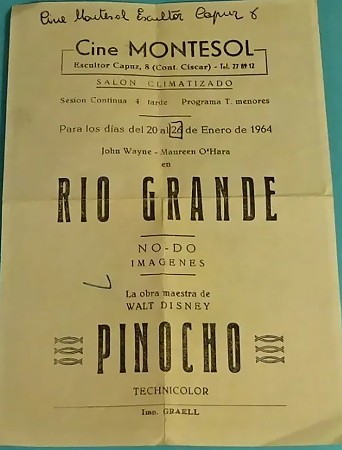 Cine Montesol Escultor Capuz 8
Cine MONTESOL
Escultor Capuz, 8 (Cont. Ciscar) - Tel. 27 89 12
SALON CLIMATIZADO
Sesion Continua 4 tarde Programa T. menores
Para los días del 20 al 26 de Enero de 1964
John Wayne - Maureen O'Hara
en
RIO GRANDE
NO-DO
IMAGENES
La obra maestra de
WALT DISNEY
PINOCHO
TECHNICOLOR
Imp. GRAELL